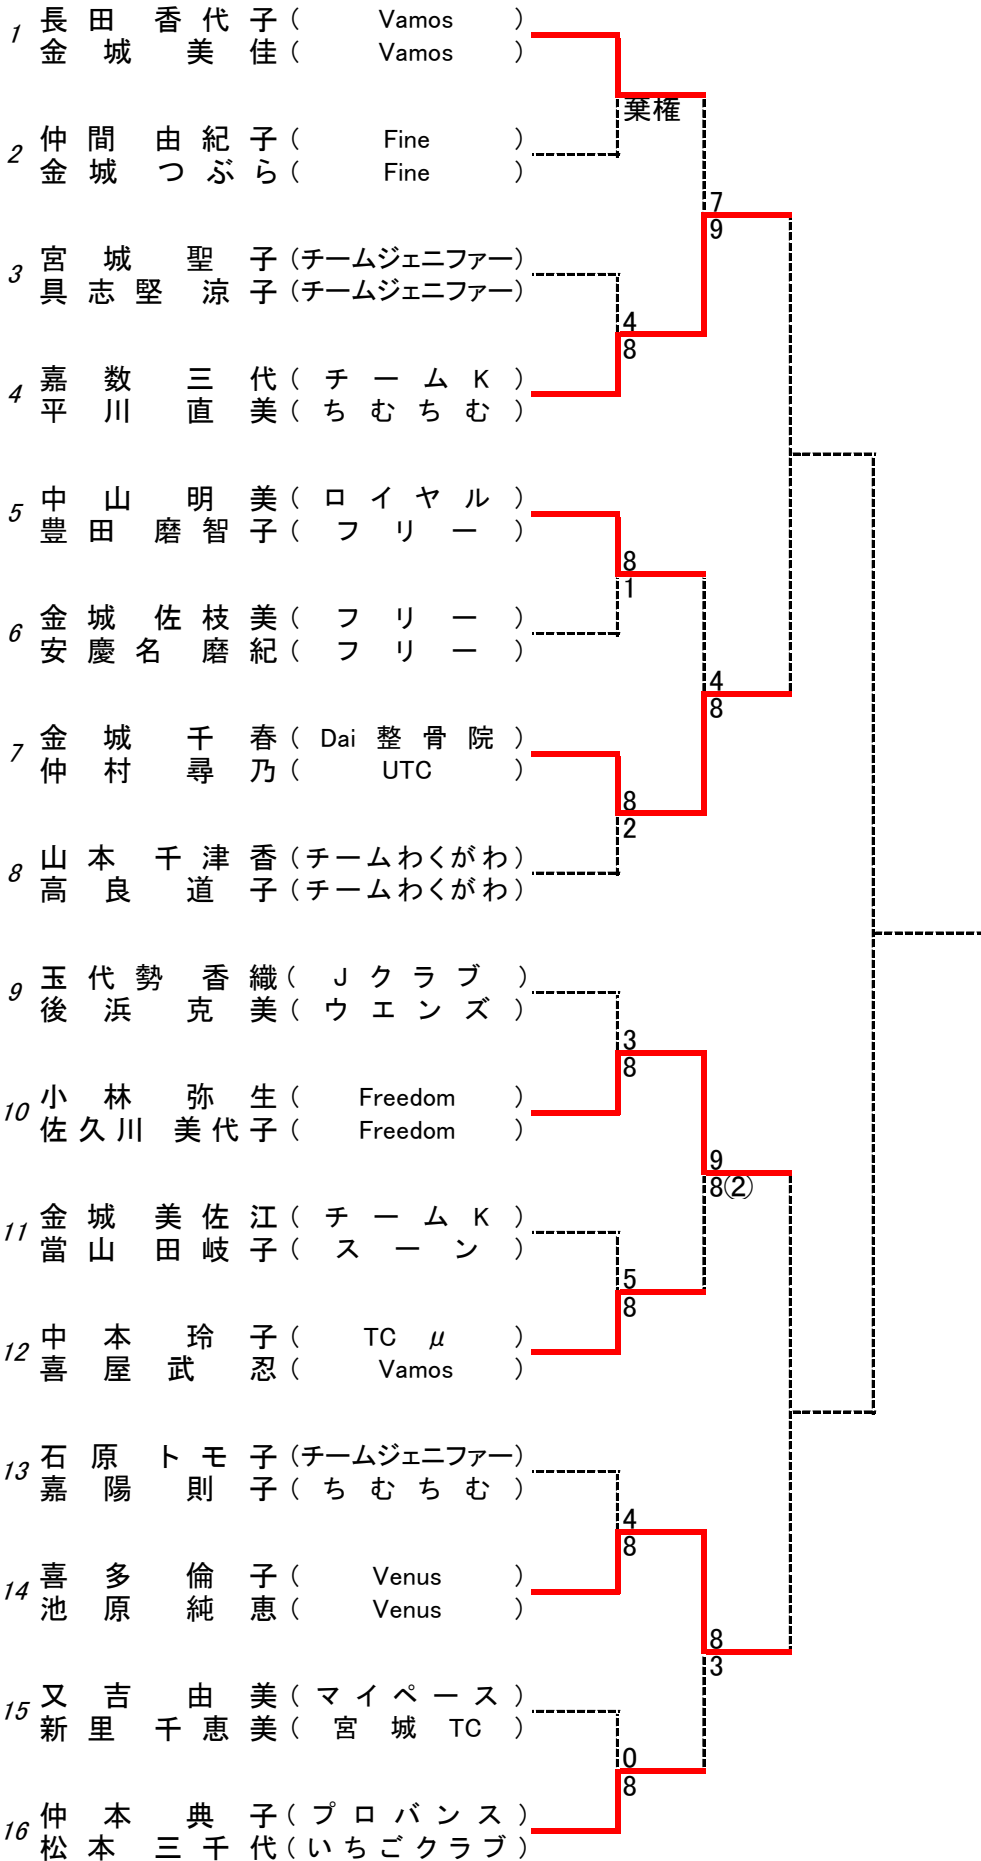 1 長田 香代子 ( Vamos )
金城 美佳 ( Vamos )
棄権
2 仲間 由紀子 ( Fine )
金城 つぶら ( Fine )
7
9
3 宮城 聖子 (チームジェニファー)
具志堅 涼子 (チームジェニファー)
4
8
4 嘉数 三代 ( チームK )
平川 直美 ( ちむちむ )
5 中山 明美 ( ロイヤル )
豊田 磨智子 ( フリー )
8
1
6 金城 佐枝美 ( フリー )
安慶名 磨紀 ( フリー )
4
8
7 金城 千春 ( Dai 整骨院 )
仲村 尋乃 ( UTC )
8
2
8 山本 千津香 (チームわくがわ)
高良 道子 (チームわくがわ)
9 玉代勢 香織 ( Jクラブ )
後浜 克美 ( ウエンズ )
3
8
10 小林 弥生 ( Freedom )
佐久川 美代子 ( Freedom )
9
8②
11 金城 美佐江 ( チームK )
當山 田岐子 ( スーン )
5
8
12 中本 玲子 ( TC μ )
喜屋武 忍 ( Vamos )
13 石原 トモ子 (チームジェニファー)
嘉陽 則子 ( ちむちむ )
4
8
14 喜多 倫子 ( Venus )
池原 純恵 ( Venus )
8
3
15 又吉 由美 ( マイペース )
新里 千恵美 ( 宮城 TC )
0
8
16 仲本 典子 ( プロバンス )
松本 三千代 (いちごクラブ)